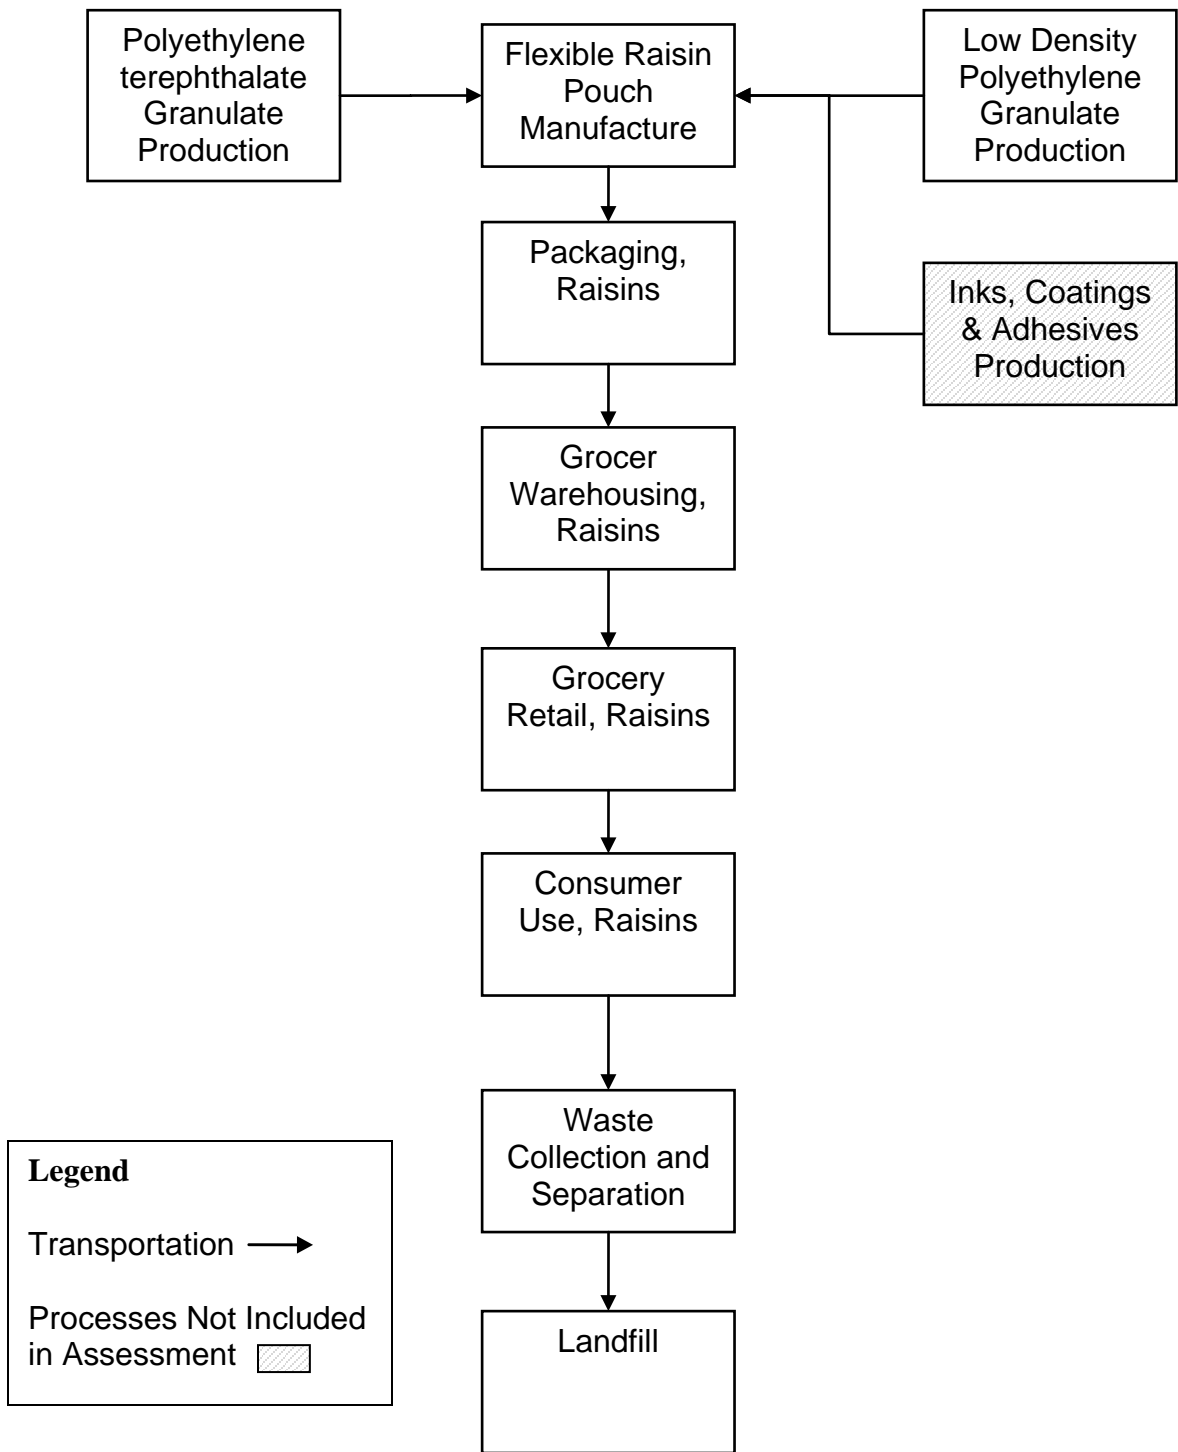 Polyethylene
terephthalate
Granulate
Production
Flexible Raisin
Pouch
Manufacture
Low Density
Polyethylene
Granulate
Production
Packaging,
Raisins
Inks, Coatings
& Adhesives
Production
Grocer
Warehousing,
Raisins
Grocery
Retail, Raisins
Consumer
Use, Raisins
Waste
Collection and
Separation
Landfill
Legend
Transportation
Processes Not Included
in Assessment